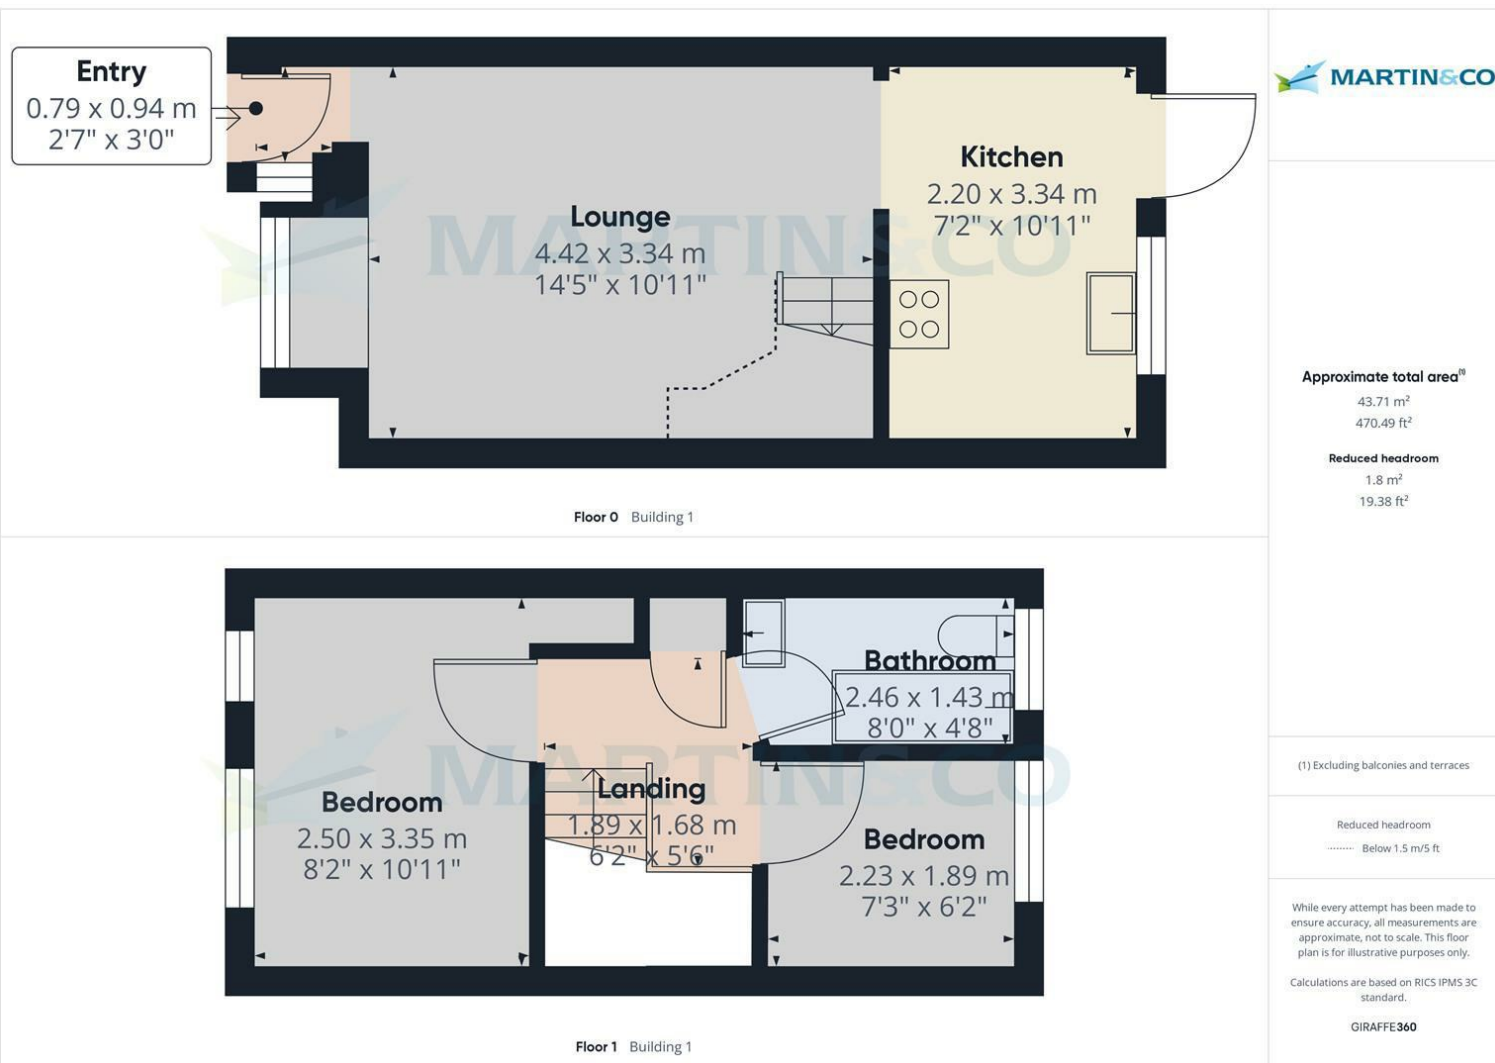 Entry
0.79 x 0.94 m
2'7" x 3'0"
Lounge
4.42 x 3.34 m
14'5" x 10'11"
Kitchen
2.20 x 3.34 m
7'2" x 10'11"
MARTIN&CO
Floor 0 Building 1
Bedroom
2.50 x 3.35 m
8'2" x 10'11"
Landing
1.89 x 1.68 m
6'2" x 5'6"
Bathroom
2.46 x 1.43 m
8'0" x 4'8"
Bedroom
2.23 x 1.89 m
7'3" x 6'2"
MARTIN&CO
Floor 1 Building 1
MARTIN&CO
Approximate total area(1)
43.71 m²
470.49 ft²
Reduced headroom
1.8 m²
19.38 ft²
(1) Excluding balconies and terraces
Reduced headroom
Below 1.5 m/5 ft
While every attempt has been made to
ensure accuracy, all measurements are
approximate, not to scale. This floor
plan is for illustrative purposes only.
Calculations are based on RICS IPMS 3C
standard.
GIRAFFE360